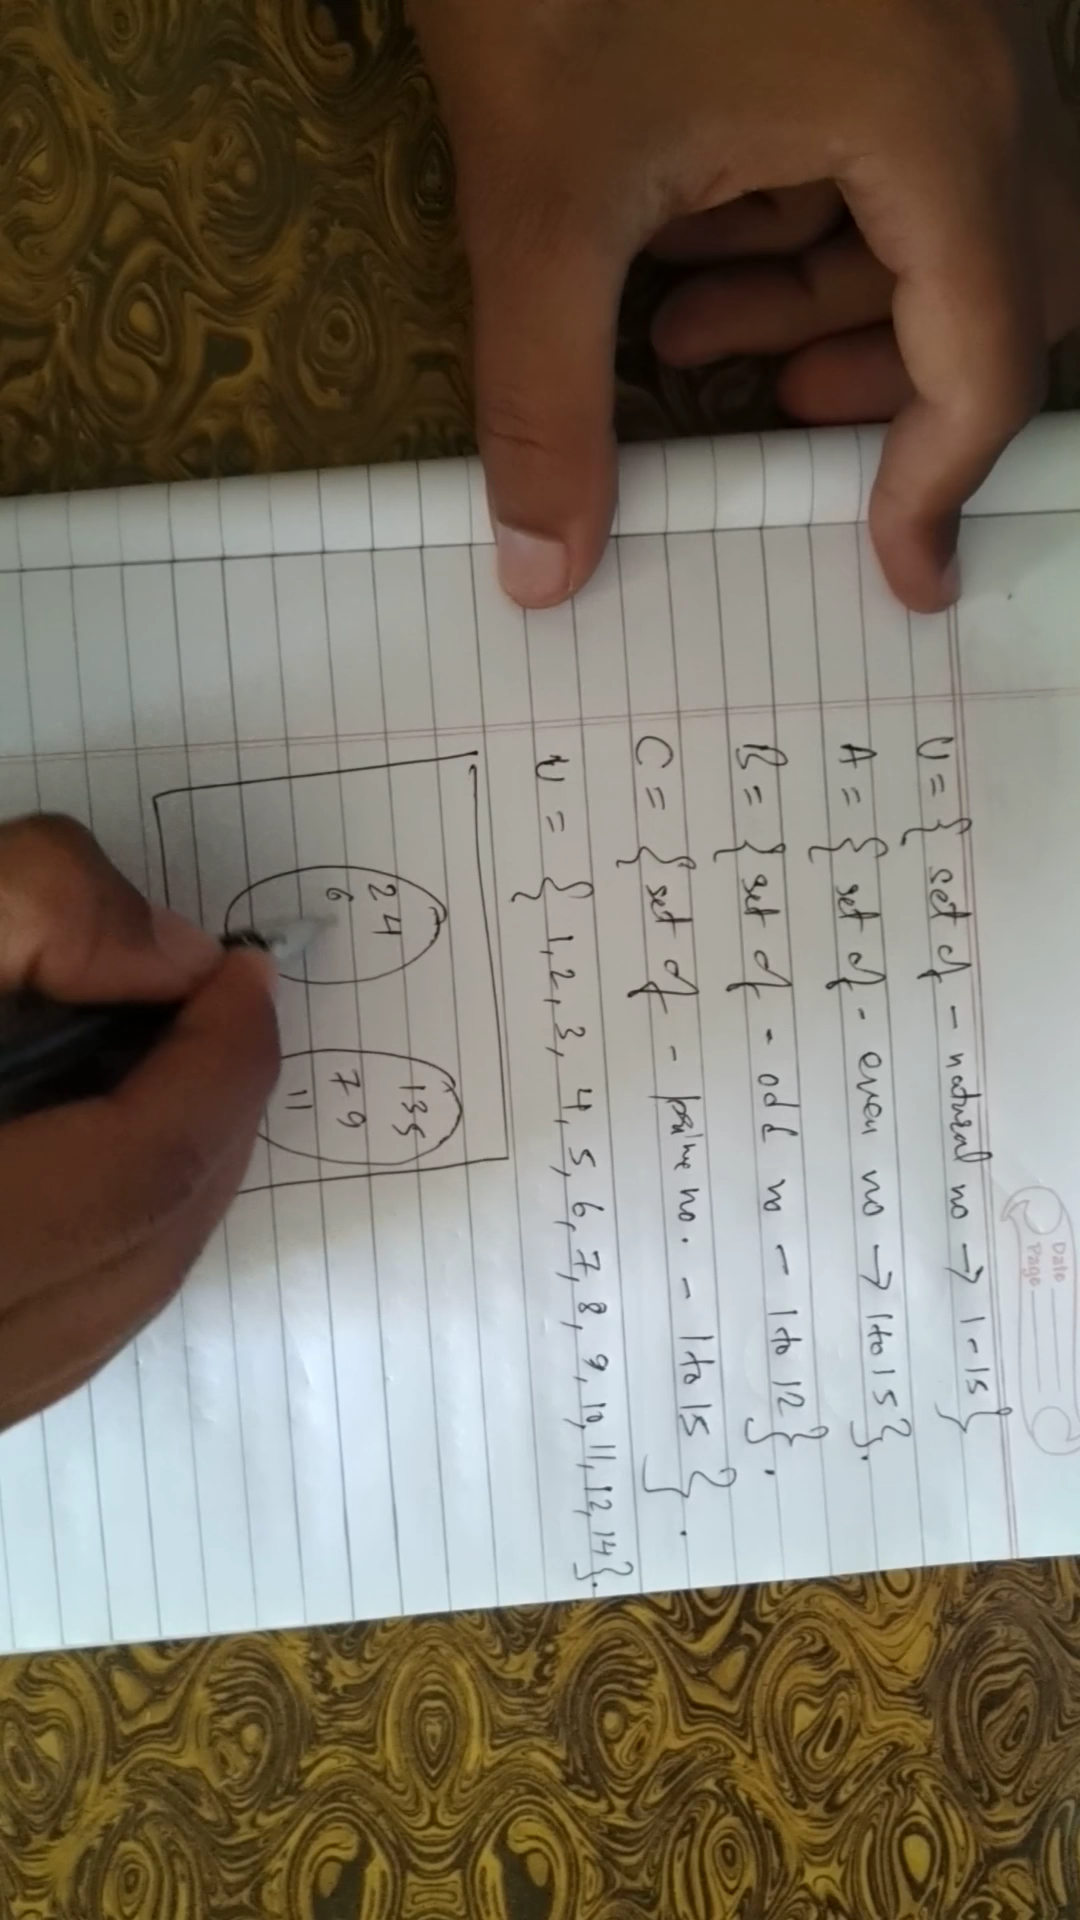 Date
Page
U = { set of - natural no → 1 - 15}
A = { set of - even no → 1 to 15}.
B = { set of - odd no - 1 to 12}.
C = { set of - prime no. - 1 to 15 }.
U = { 1, 2, 3, 4, 5, 6, 7, 8, 9, 10, 11, 12, 14}.
2 4
6
1 3 5
7 9
11